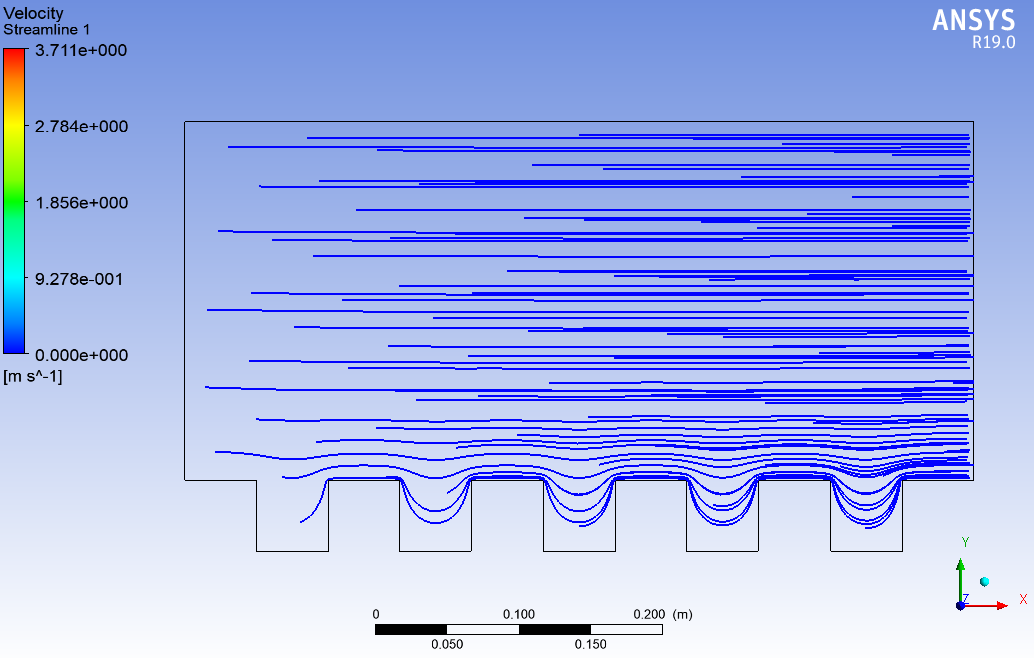 Velocity
Streamline 1
3.711e+000
2.784e+000
1.856e+000
9.278e-001
0.000e+000
[m s^-1]
ANSYS
R19.0
0 0.100 0.200 (m)
0.050 0.150
Y
Z X